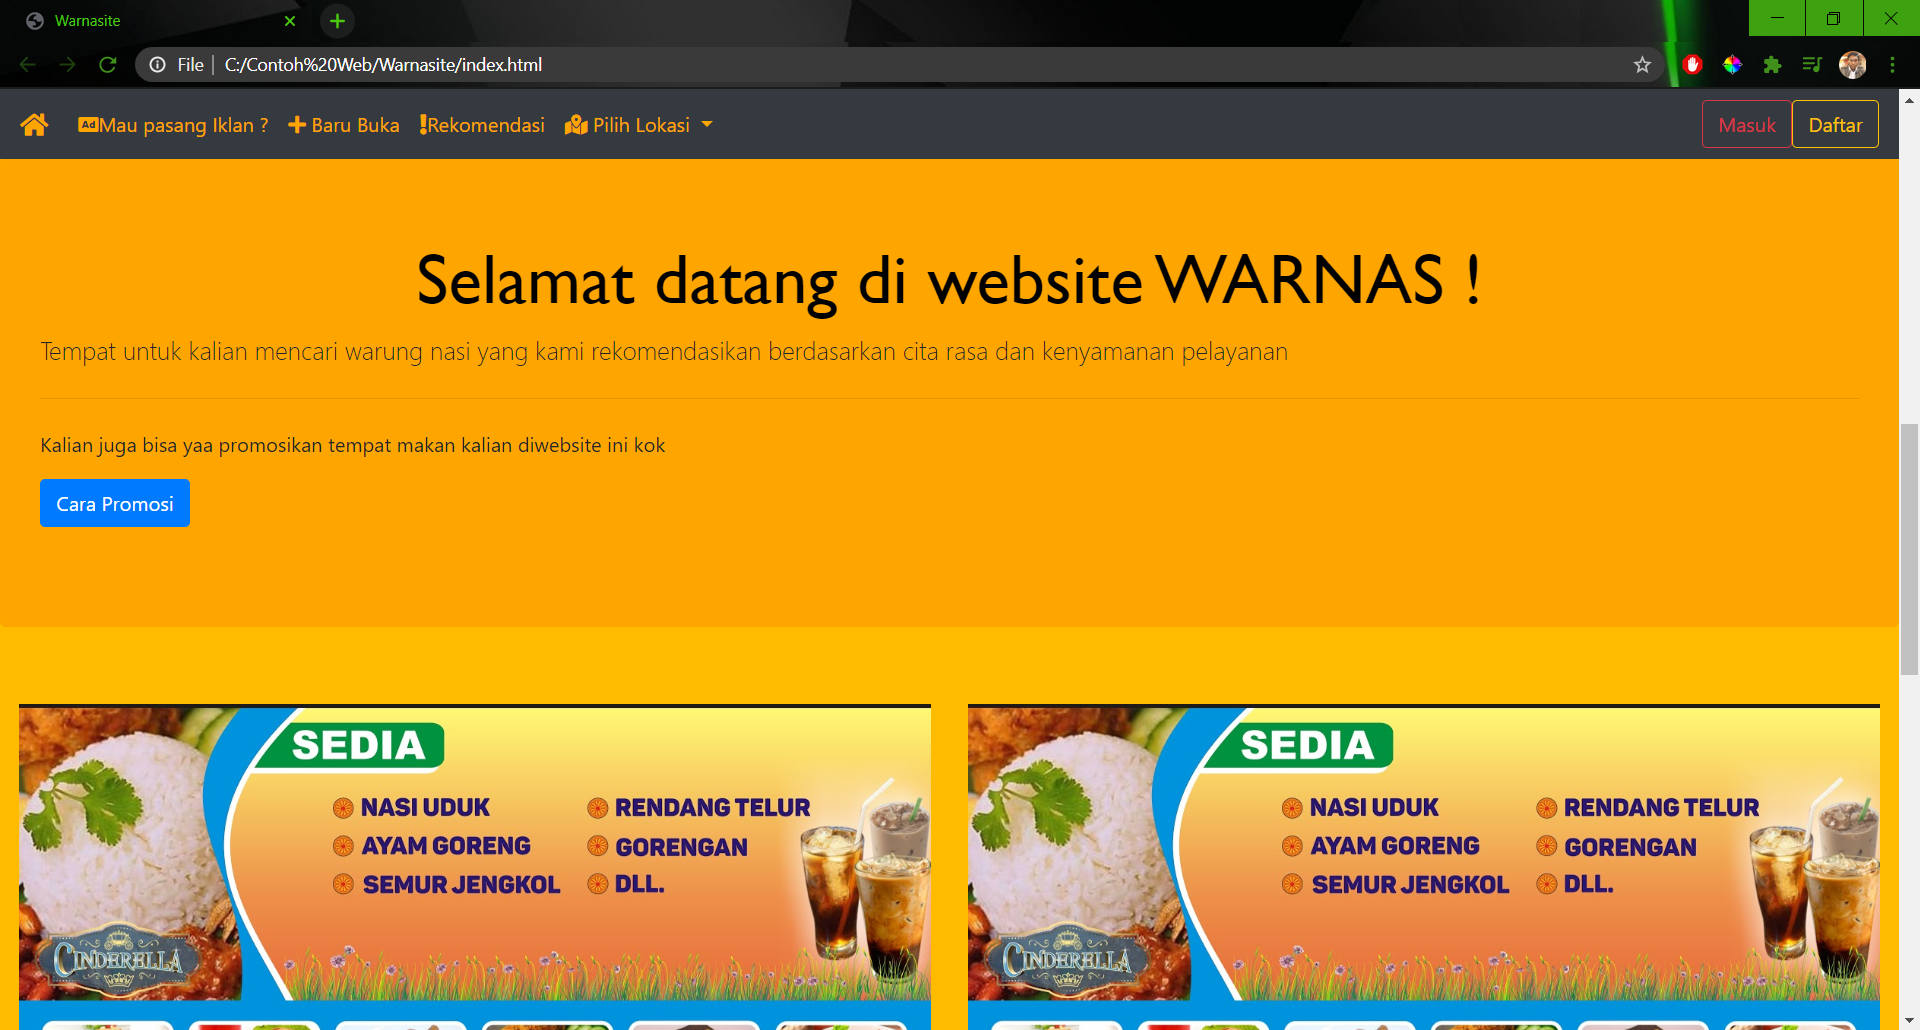 Warnasite
File C:/Contoh%20Web/Warnasite/index.html
Ad Mau pasang Iklan ? Baru Buka Rekomendasi Pilih Lokasi Masuk Daftar
Selamat datang di website WARNAS !
Tempat untuk kalian mencari warung nasi yang kami rekomendasikan berdasarkan cita rasa dan kenyamanan pelayanan
Kalian juga bisa yaa promosikan tempat makan kalian diwebsite ini kok
Cara Promosi
SEDIA
NASI UDUK
AYAM GORENG
SEMUR JENGKOL
RENDANG TELUR
GORENGAN
DLL.
CINDERELLA
SEDIA
NASI UDUK
AYAM GORENG
SEMUR JENGKOL
RENDANG TELUR
GORENGAN
DLL.
CINDERELLA